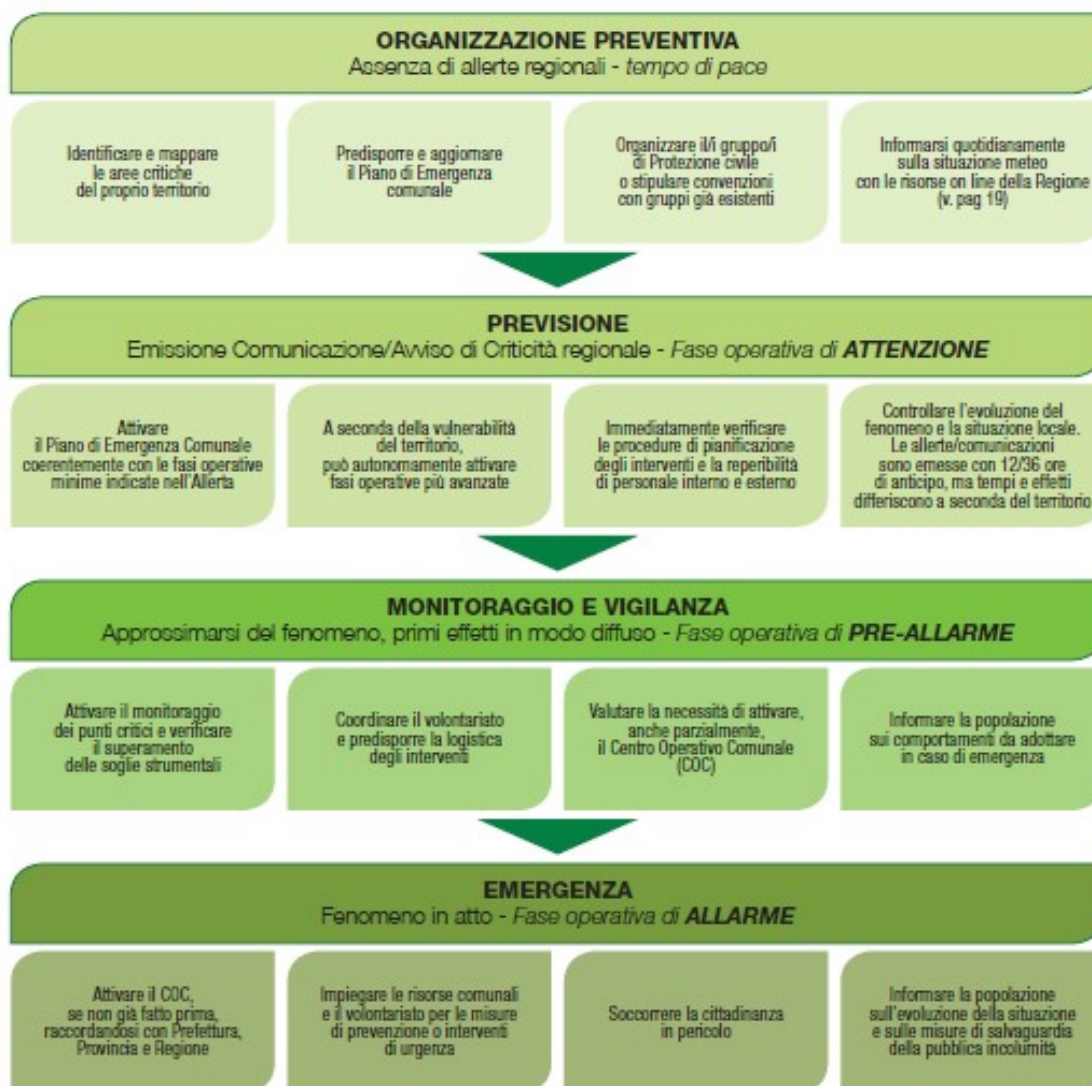 ORGANIZZAZIONE PREVENTIVA
Assenza di allerte regionali - tempo di pace
Identificare e mappare
le aree critiche
del proprio territorio
Predisporre e aggiornare
il Piano di Emergenza
comunale
Organizzare il/i gruppo/i
di Protezione civile
o stipulare convenzioni
con gruppi già esistenti
Informarsi quotidianamente
sulla situazione meteo
con le risorse on line della Regione
(v. pag 19)
PREVISIONE
Emissione Comunicazione/Avviso di Criticità regionale - Fase operativa di ATTENZIONE
Attivare
il Piano di Emergenza Comunale
coerentemente con le fasi operative
minime indicate nell'Allerta
A seconda della vulnerabilità
del territorio,
può autonomamente attivare
fasi operative più avanzate
Immediatamente verificare
le procedure di pianificazione
degli interventi e la reperibilità
di personale interno e esterno
Controllare l'evoluzione del
fenomeno e la situazione locale.
Le allerte/comunicazioni
sono emesse con 12/36 ore
di anticipo, ma tempi e effetti
differiscono a seconda del territorio
MONITORAGGIO E VIGILANZA
Approssimarsi del fenomeno, primi effetti in modo diffuso - Fase operativa di PRE-ALLARME
Attivare il monitoraggio
dei punti critici e verificare
il superamento
delle soglie strumentali
Coordinare il volontariato
e predisporre la logistica
degli interventi
Valutare la necessità di attivare,
anche parzialmente,
il Centro Operativo Comunale
(COC)
Informare la popolazione
sui comportamenti da adottare
in caso di emergenza
EMERGENZA
Fenomeno in atto - Fase operativa di ALLARME
Attivare il COC,
se non già fatto prima,
raccordandosi con Prefettura,
Provincia e Regione
Impiegare le risorse comunali
e il volontariato per le misure
di prevenzione o interventi
di urgenza
Soccorrere la cittadinanza
in pericolo
Informare la popolazione
sull'evoluzione della situazione
e sulle misure di salvaguardia
della pubblica incolumità